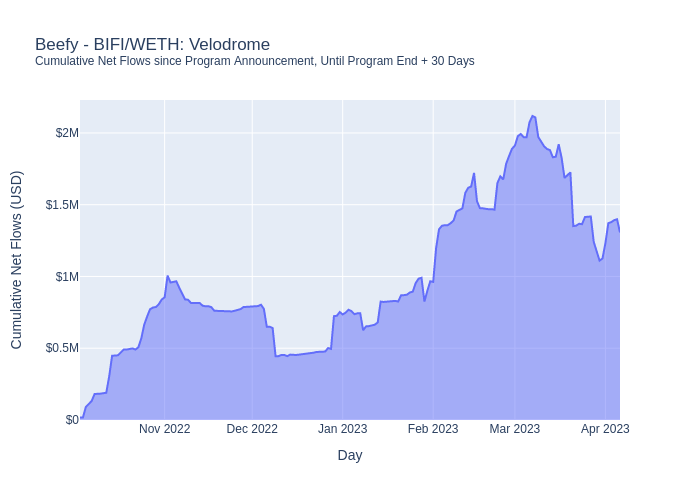 Beefy - BIFI/WETH: Velodrome
Cumulative Net Flows since Program Announcement, Until Program End + 30 Days
Cumulative Net Flows (USD)
$2M
$1.5M
$1M
$0.5M
$0
Nov 2022
Dec 2022
Jan 2023
Feb 2023
Mar 2023
Apr 2023
Day